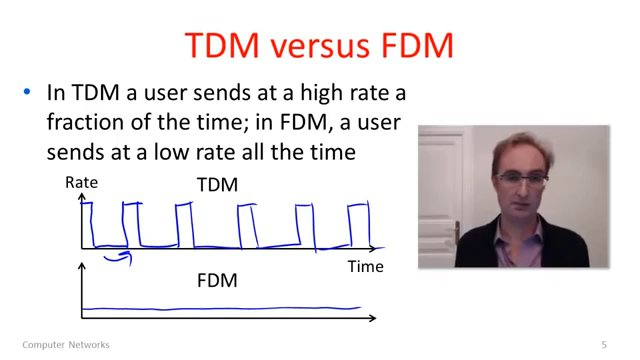 TDM versus FDM
• In TDM a user sends at a high rate a
fraction of the time; in FDM, a user
sends at a low rate all the time
Rate
TDM
Time
FDM
Computer Networks
5